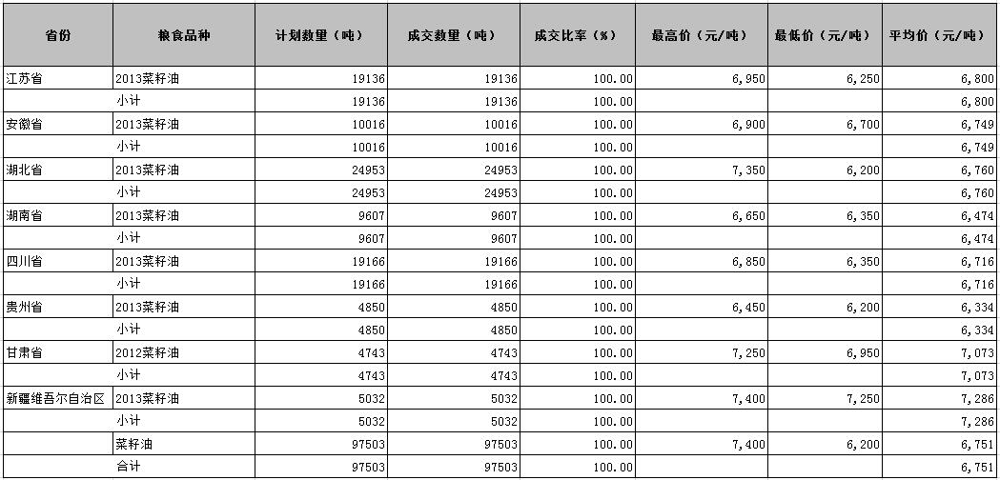 省份 粮食品种 计划数量（吨） 成交数量（吨） 成交比率（%） 最高价（元/吨） 最低价（元/吨） 平均价（元/吨）
江苏省 2013菜籽油 19136 19136 100.00 6,950 6,250 6,800
小计 19136 19136 100.00 6,800
安徽省 2013菜籽油 10016 10016 100.00 6,900 6,700 6,749
小计 10016 10016 100.00 6,749
湖北省 2013菜籽油 24953 24953 100.00 7,350 6,200 6,760
小计 24953 24953 100.00 6,760
湖南省 2013菜籽油 9607 9607 100.00 6,650 6,350 6,474
小计 9607 9607 100.00 6,474
四川省 2013菜籽油 19166 19166 100.00 6,850 6,350 6,716
小计 19166 19166 100.00 6,716
贵州省 2013菜籽油 4850 4850 100.00 6,450 6,200 6,334
小计 4850 4850 100.00 6,334
甘肃省 2012菜籽油 4743 4743 100.00 7,250 6,950 7,073
小计 4743 4743 100.00 7,073
新疆维吾尔自治区 2013菜籽油 5032 5032 100.00 7,400 7,250 7,286
小计 5032 5032 100.00 7,286
菜籽油 97503 97503 100.00 7,400 6,200 6,751
合计 97503 97503 100.00 6,751